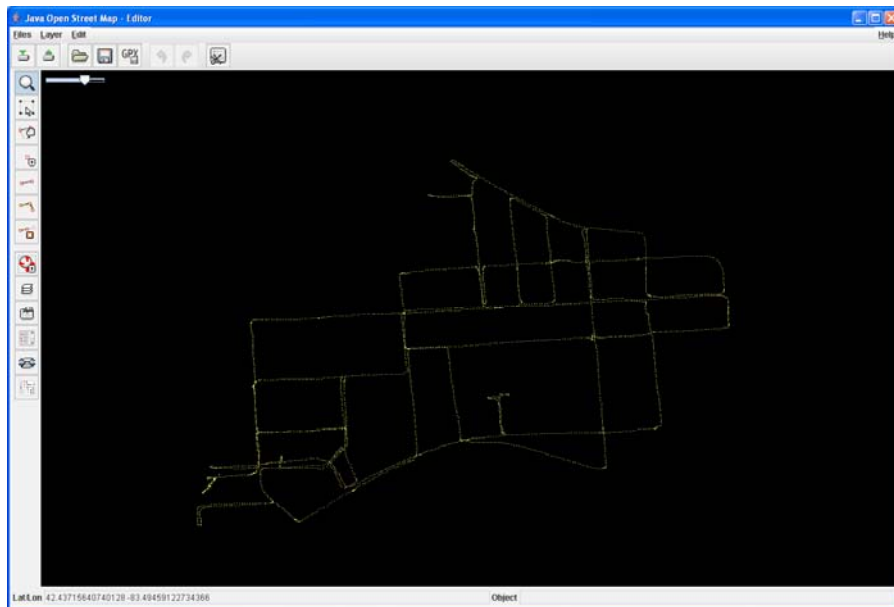 Java Open Street Map - Editor
Files Layer Edit Help
GPX
Lat/Lon 42.43715640740128 -83.49459122734366 Object